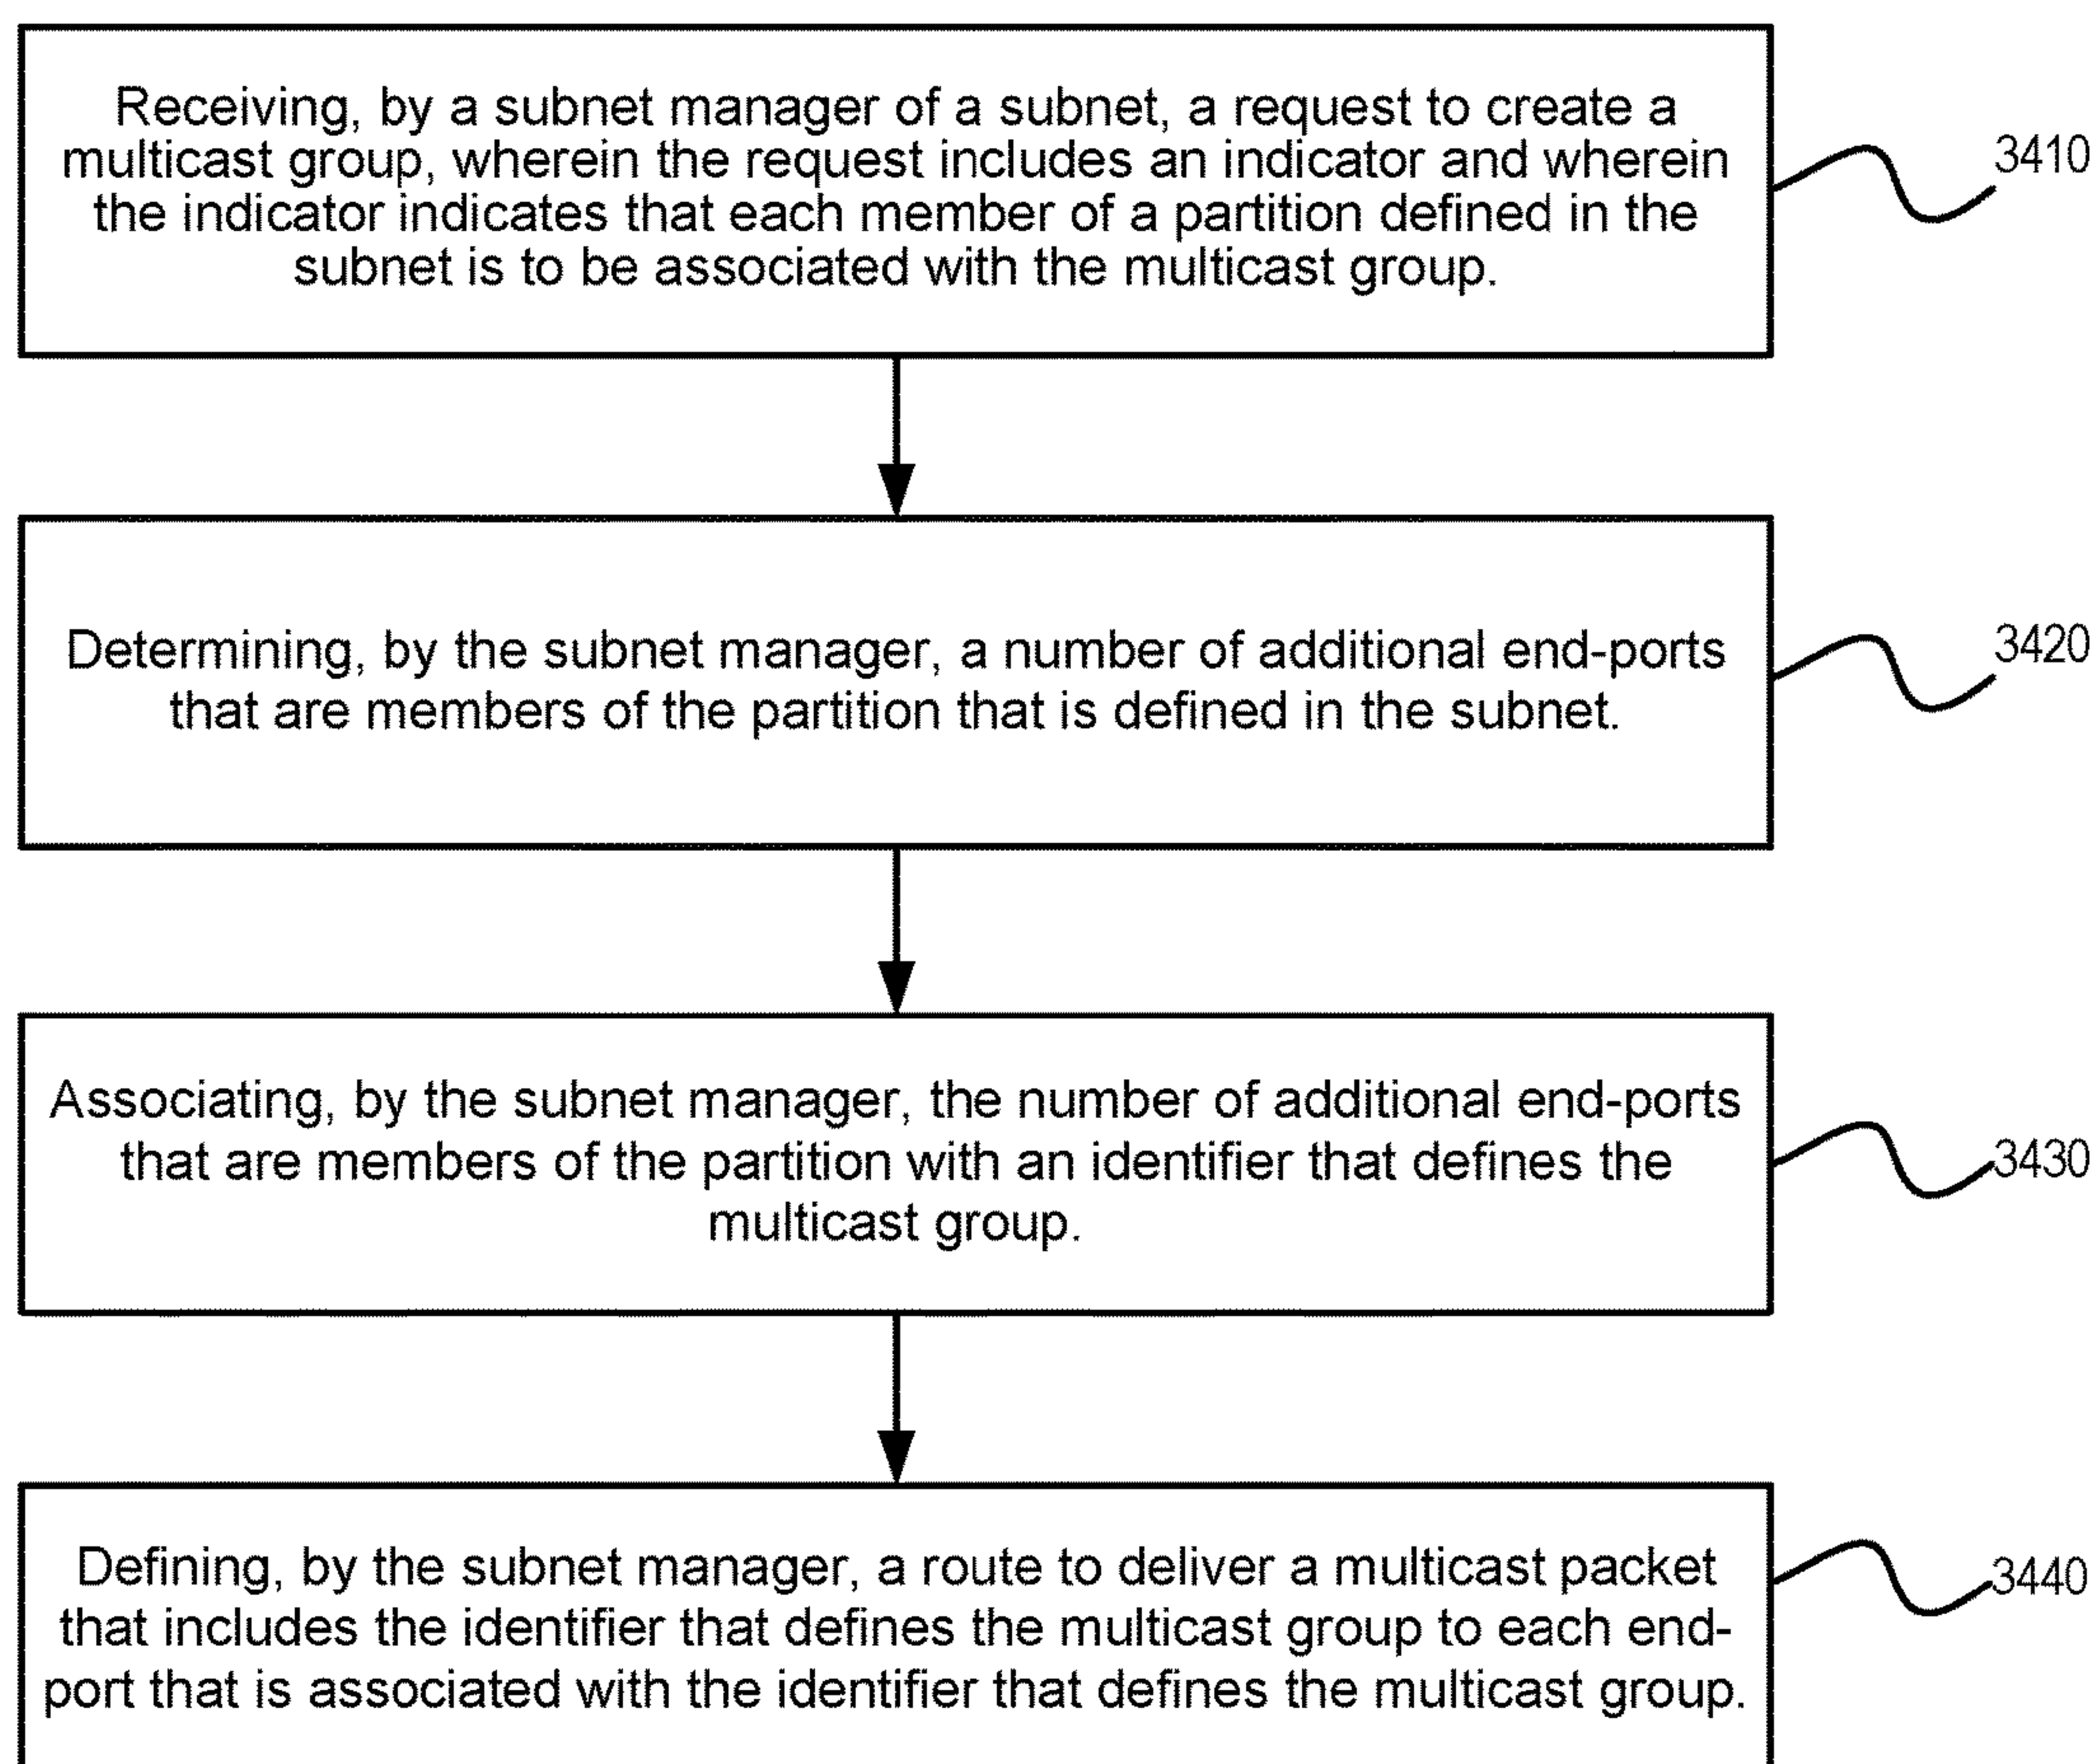 Receiving, by a subnet manager of a subnet, a request to create a
multicast group, wherein the request includes an indicator and wherein
the indicator indicates that each member of a partition defined in the
subnet is to be associated with the multicast group.
3410
Determining, by the subnet manager, a number of additional end-ports
that are members of the partition that is defined in the subnet.
3420
Associating, by the subnet manager, the number of additional end-ports
that are members of the partition with an identifier that defines the
multicast group.
3430
Defining, by the subnet manager, a route to deliver a multicast packet
that includes the identifier that defines the multicast group to each end-
port that is associated with the identifier that defines the multicast group.
3440